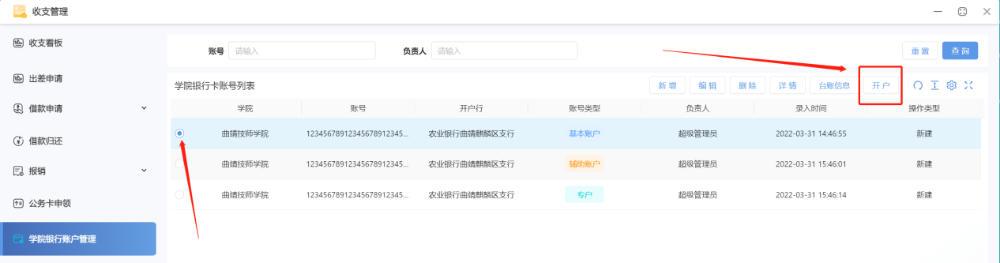 收支管理
收支看板
账号 请输入 负责人 请输入 重置 查询
出差申请
学院银行卡账号列表 新增 编辑 删除 详情 台账信息 开户
借款申请
学院 账号 开户行 账号类型 负责人 录入时间 操作类型
曲靖技师学院 12345678912345678912345... 农业银行曲靖麒麟区支行 基本账户 超级管理员 2022-03-31 14:46:55 新建
借款归还
曲靖技师学院 12345678912345678912345... 农业银行曲靖麒麟区支行 辅助账户 超级管理员 2022-03-31 15:46:01 新建
报销
曲靖技师学院 12345678912345678912345... 农业银行曲靖麒麟区支行 专户 超级管理员 2022-03-31 15:46:14 新建
公务卡申领
学院银行账户管理